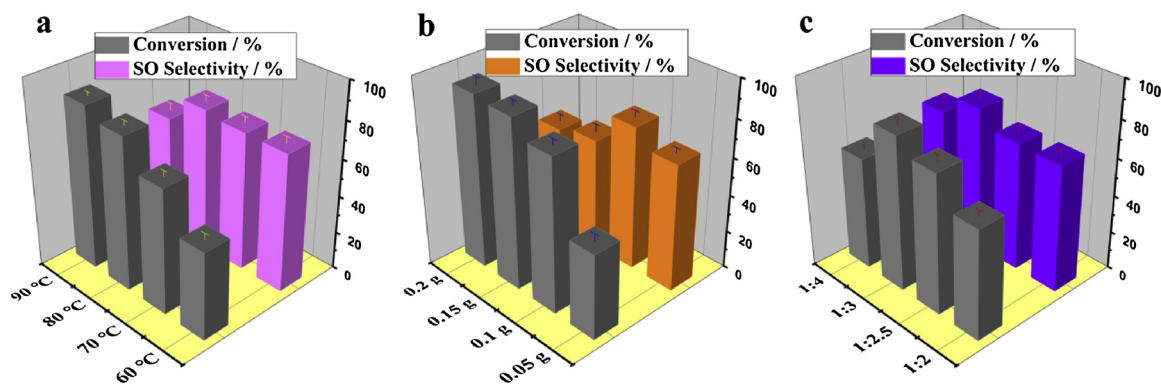 a
Conversion / %
SO Selectivity / %
100
80
60
40
20
0
90 °C
80 °C
70 °C
60 °C
b
Conversion / %
SO Selectivity / %
100
80
60
40
20
0
0.2 g
0.15 g
0.1 g
0.05 g
c
Conversion / %
SO Selectivity / %
100
80
60
40
20
0
1:4
1:3
1:2.5
1:2